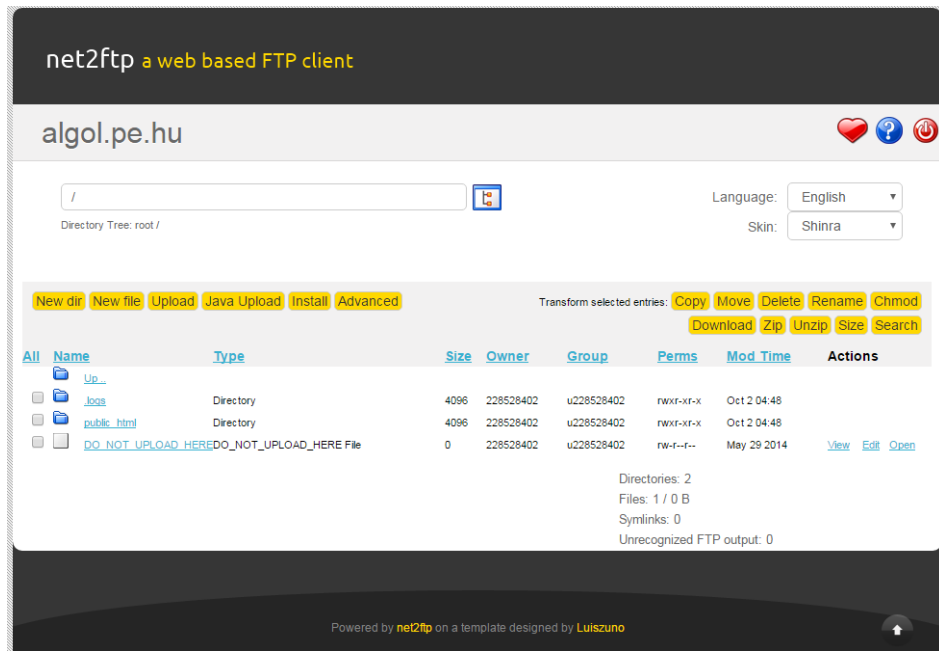 net2ftp a web based FTP client
algol.pe.hu
/
Directory Tree: root /
Language: English
Skin: Shinra
New dir New file Upload Java Upload Install Advanced Transform selected entries: Copy Move Delete Rename Chmod
Download Zip Unzip Size Search
All Name Type Size Owner Group Perms Mod Time Actions
Up ..
.logs Directory 4096 228528402 u228528402 rwxr-xr-x Oct 2 04:48
public_html Directory 4096 228528402 u228528402 rwxr-xr-x Oct 2 04:48
DO_NOT_UPLOAD_HERE DO_NOT_UPLOAD_HERE File 0 228528402 u228528402 rw-r--r-- May 29 2014 View Edit Open
Directories: 2
Files: 1 / 0 B
Symlinks: 0
Unrecognized FTP output: 0
Powered by net2ftp on a template designed by Luiszuno